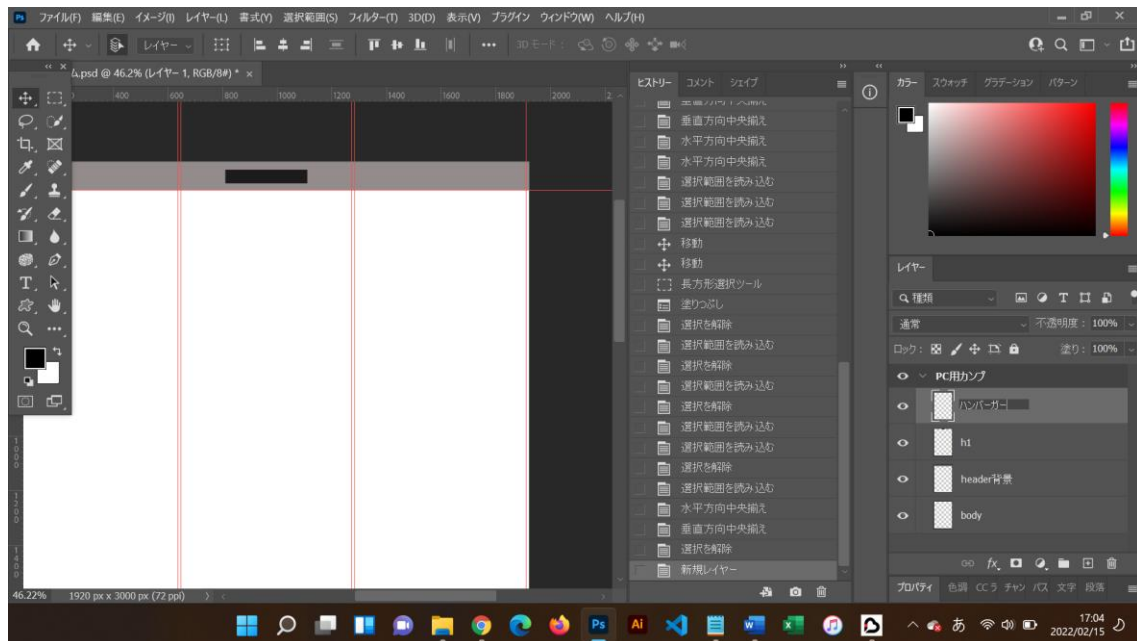 ファイル(F) 編集(E) イメージ(I) レイヤー(L) 書式(Y) 選択範囲(S) フィルター(T) 3D(D) 表示(V) プラグイン ウィンドウ(W) ヘルプ(H)
レイヤー
3D モード :
ム.psd @ 46.2% (レイヤー 1, RGB/8#) *
400 600 800 1000 1200 1400 1600 1800 2000 2
1000
1200
1400
46.22% 1920 px x 3000 px (72 ppi)
ヒストリー コメント シェイプ
垂直方向中央揃え
垂直方向中央揃え
水平方向中央揃え
水平方向中央揃え
選択範囲を読み込む
選択範囲を読み込む
選択範囲を読み込む
移動
移動
長方形選択ツール
塗りつぶし
選択を解除
選択範囲を読み込む
選択を解除
選択範囲を読み込む
選択を解除
選択範囲を読み込む
選択範囲を読み込む
選択を解除
選択範囲を読み込む
水平方向中央揃え
垂直方向中央揃え
選択を解除
新規レイヤー
カラー スウォッチ グラデーション パターン
レイヤー
種類
通常 不透明度 : 100%
ロック : 塗り : 100%
PC用カンプ
ハンバーガー
h1
header背景
body
fx
プロパティ 色調 CC ラ チャン パス 文字 段落
Ps Ai
あ
17:04
2022/02/15